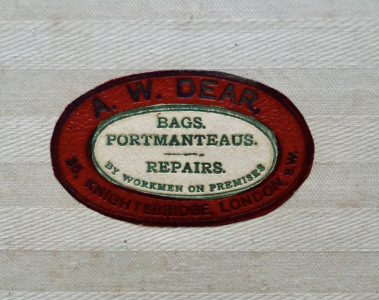 A. W. DEAR,
BAGS.
PORTMANTEAUS.
REPAIRS.
BY WORKMEN ON PREMISES
35, KNIGHTSBRIDGE, LONDON. S.W.